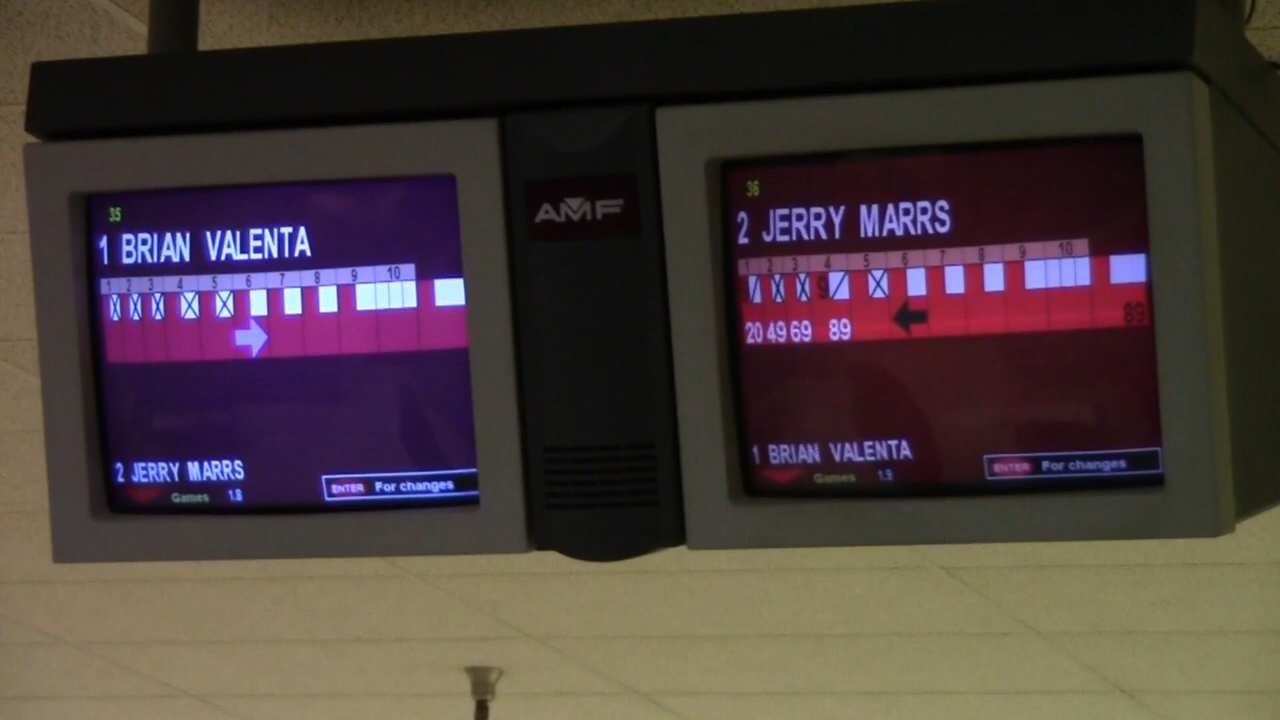 35
1 BRIAN VALENTA
1 2 3 4 5 6 7 8 9 10
X X X X X
2 JERRY MARRS
Games 1.8
ENTER For changes
AMF
36
2 JERRY MARRS
1 2 3 4 5 6 7 8 9 10
/ X X 9 / X
20 49 69 89 89
1 BRIAN VALENTA
Games 1.9
ENTER For changes